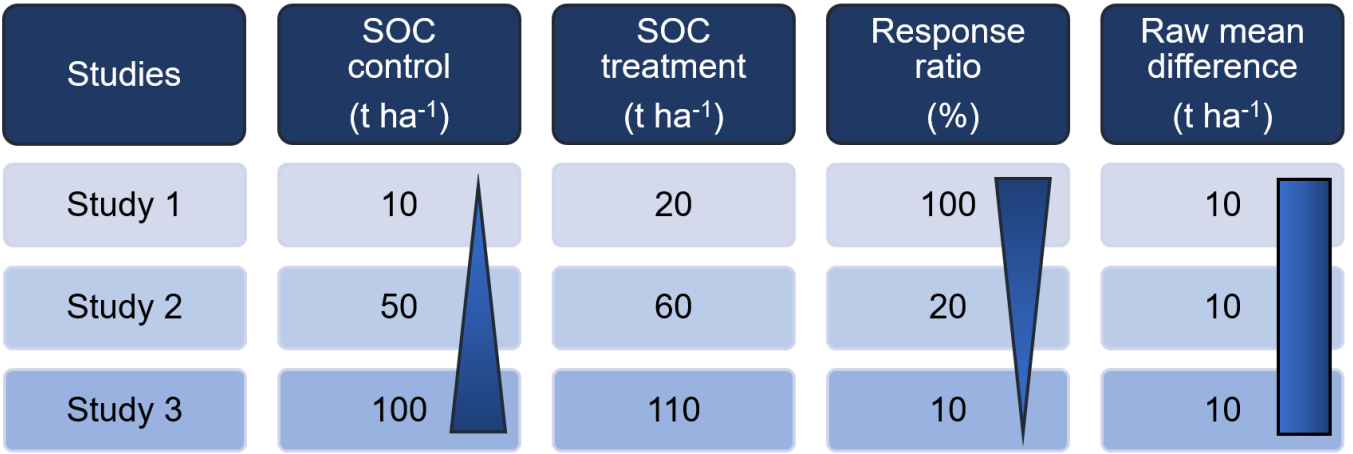 Studies
SOC
control
(t ha⁻¹)
SOC
treatment
(t ha⁻¹)
Response
ratio
(%)
Raw mean
difference
(t ha⁻¹)
Study 1
10
20
100
10
Study 2
50
60
20
10
Study 3
100
110
10
10